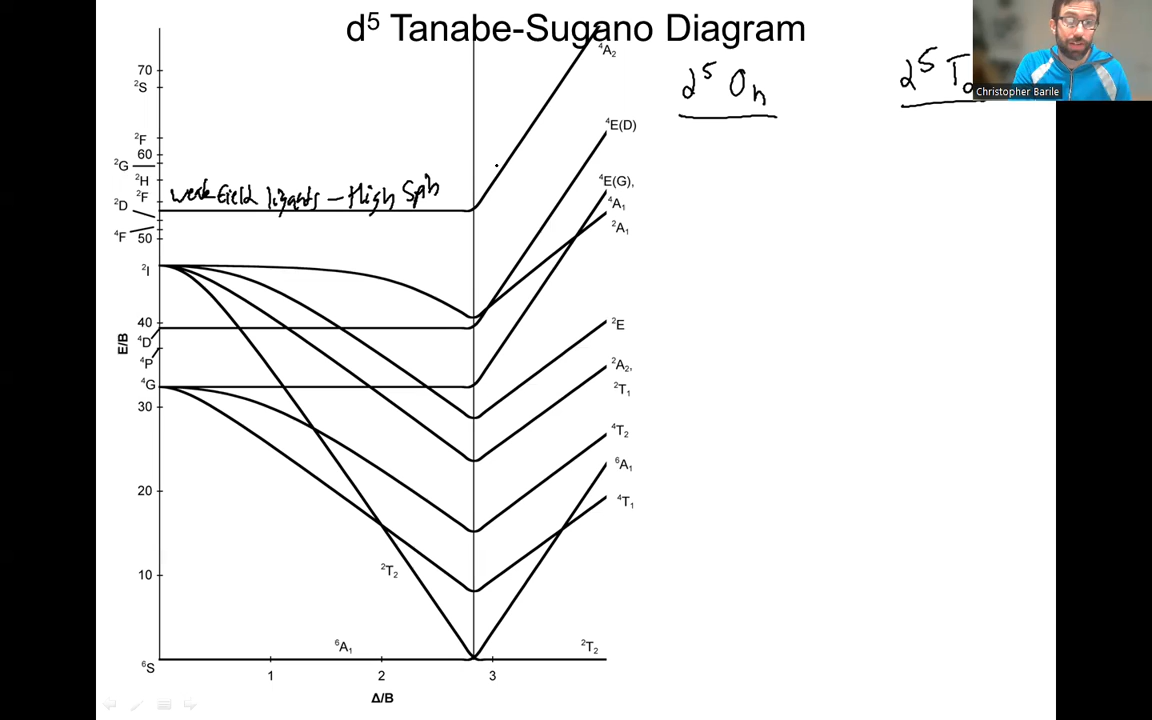 d⁵ Tanabe-Sugano Diagram
⁴A₂
d⁵ Oₕ
d⁵ T
Christopher Barile
70
²S
²F
60
²G
²H
²F
²D
⁴F
50
weak field ligands – High Spin
²I
40
⁴D
⁴P
⁴G
30
20
10
⁶S
E/B
⁴E(D)
⁴E(G),
⁴A₁
²A₁
²E
²A₂,
²T₁
⁴T₂
⁶A₁
⁴T₁
²T₂
⁶A₁
²T₂
1 2 3
Δ/B